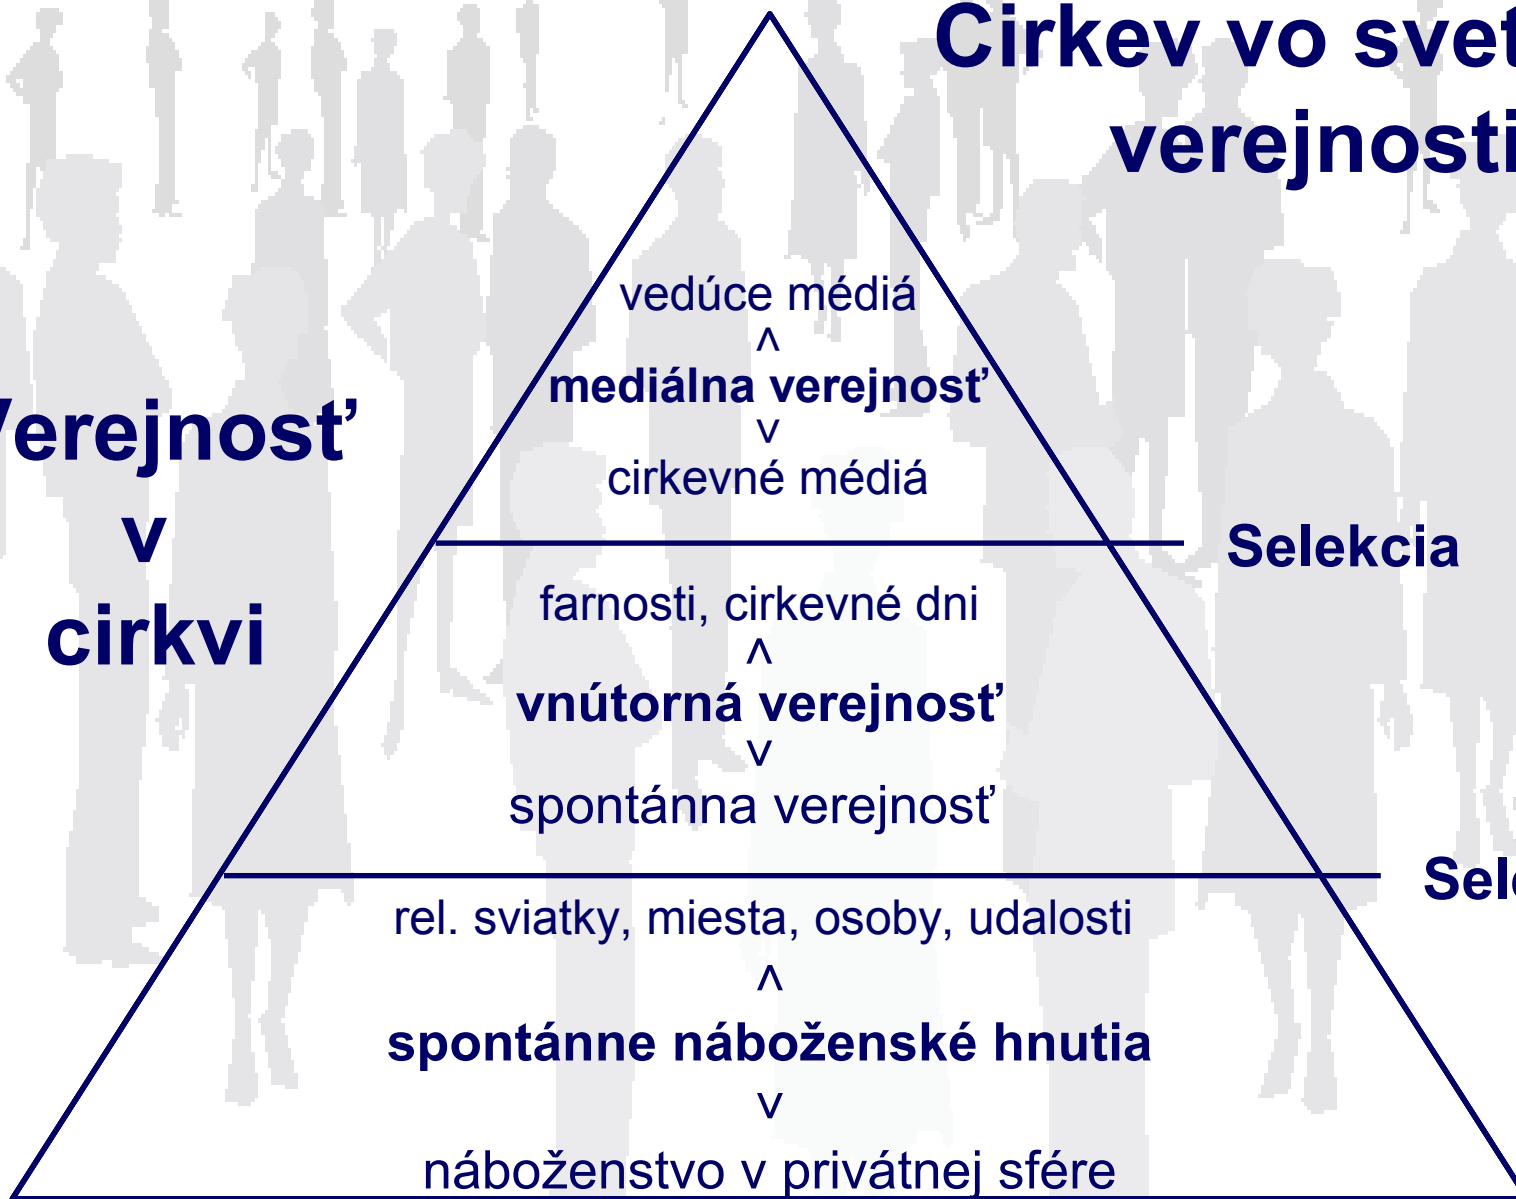 Cirkev vo svet
verejnosti
vedúce médiá
^
mediálna verejnosť
v
cirkevné médiá
Verejnosť
v
cirkvi
Selekcia
farnosti, cirkevné dni
^
vnútorná verejnosť
v
spontánna verejnosť
Sele
rel. sviatky, miesta, osoby, udalosti
^
spontánne náboženské hnutia
v
náboženstvo v privátnej sfére